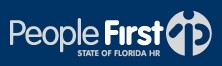 People First
STATE OF FLORIDA HR